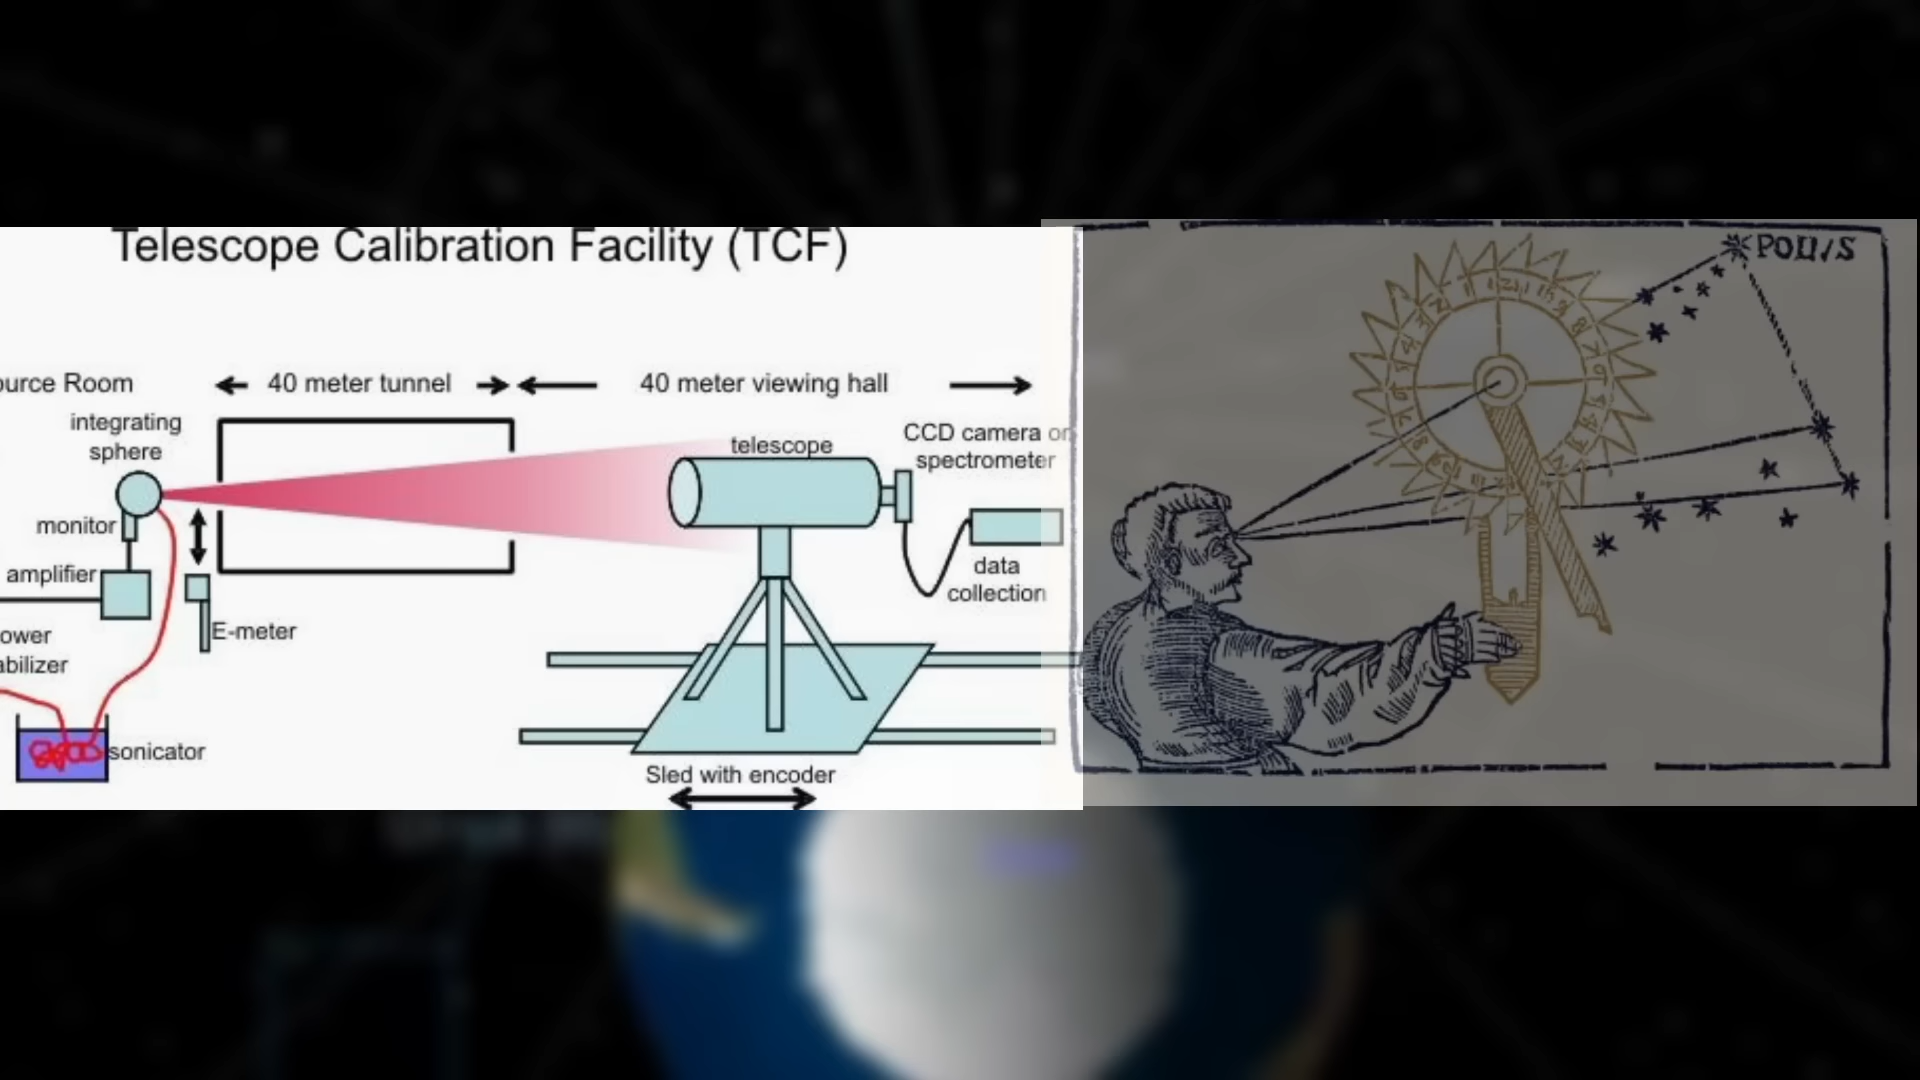 Telescope Calibration Facility (TCF)
ource Room
40 meter tunnel
40 meter viewing hall
integrating
sphere
telescope
CCD camera or
spectrometer
monitor
amplifier
data
collection
E-meter
ower
abilizer
sonicator
Sled with encoder